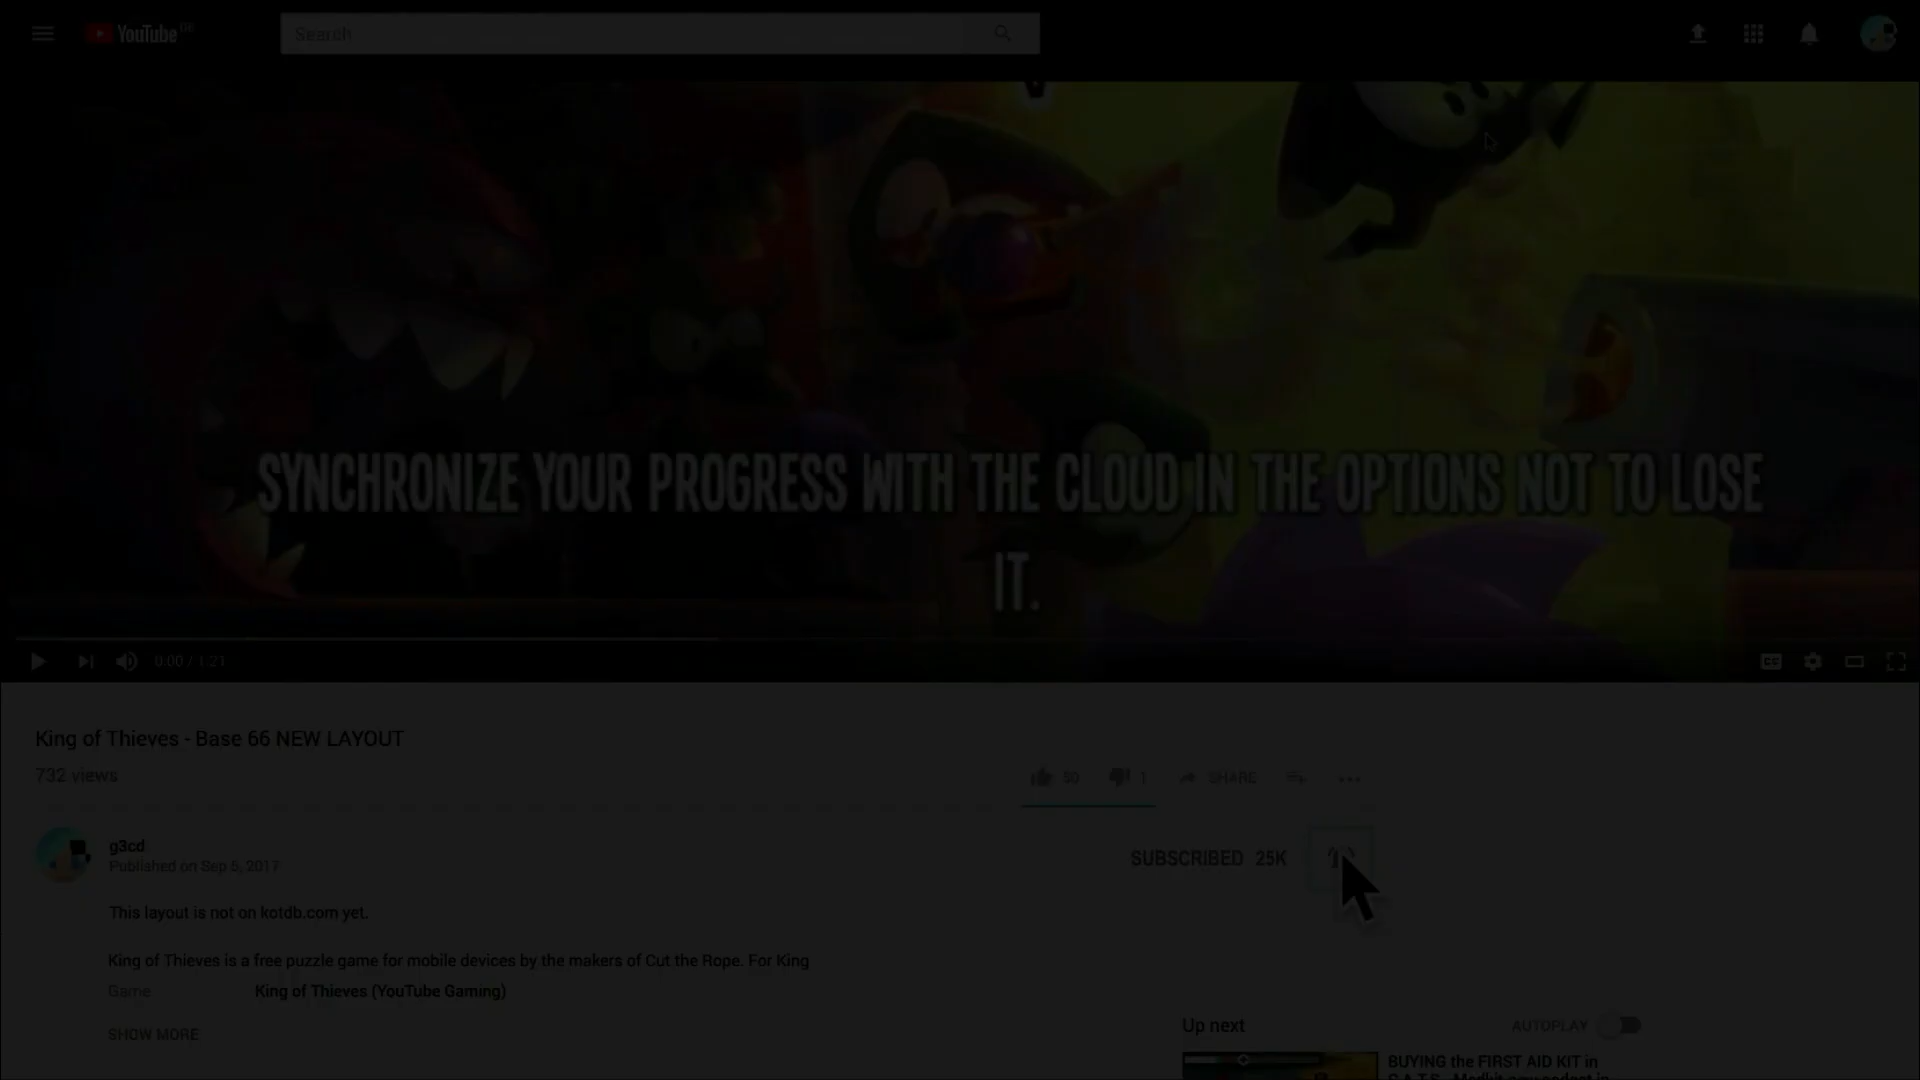 YouTube DE
Search
SYNCHRONIZE YOUR PROGRESS WITH THE CLOUD IN THE OPTIONS NOT TO LOSE
IT.
0:00 / 1:21
CC
King of Thieves - Base 66 NEW LAYOUT
732 views
50
1
SHARE
g3cd
Published on Sep 5, 2017
SUBSCRIBED 25K
This layout is not on kotdb.com yet.
King of Thieves is a free puzzle game for mobile devices by the makers of Cut the Rope. For King
Game
King of Thieves (YouTube Gaming)
SHOW MORE
Up next
AUTOPLAY
BUYING the FIRST AID KIT in